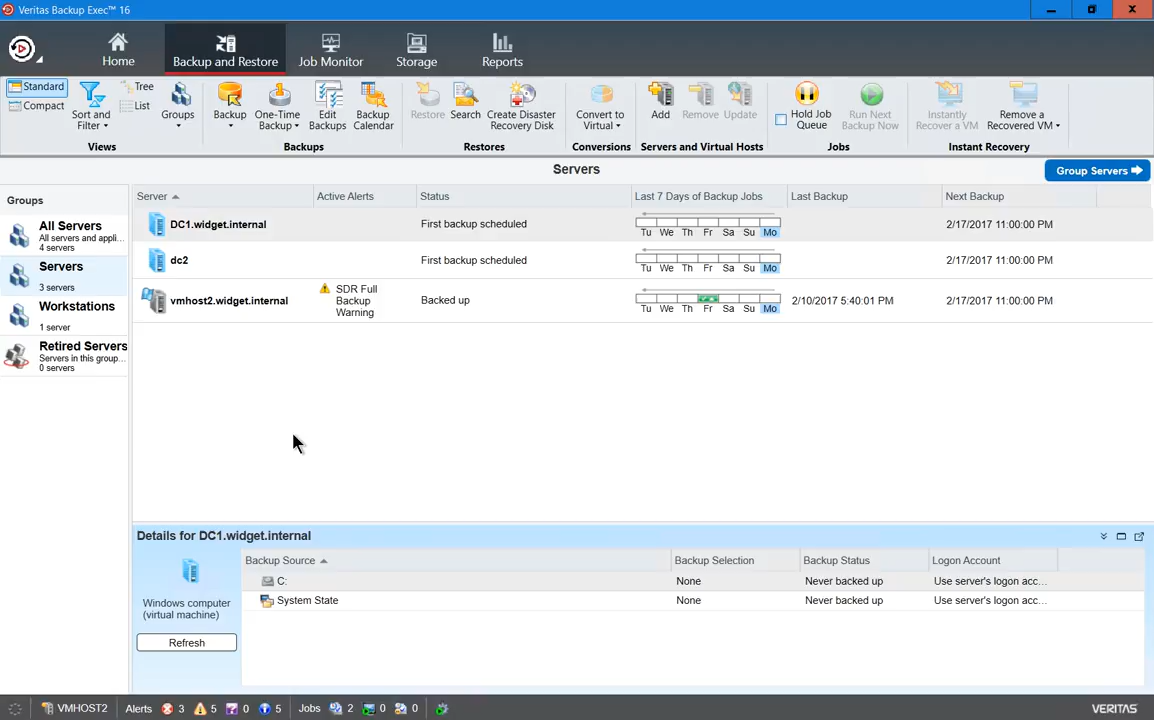 Veritas Backup Exec™ 16
Home
Backup and Restore
Job Monitor
Storage
Reports
Standard
Compact
Sort and
Filter
Tree
List
Groups
Views
Backup
One-Time
Backup
Edit
Backups
Backup
Calendar
Backups
Restore
Search
Create Disaster
Recovery Disk
Restores
Convert to
Virtual
Conversions
Add
Remove
Update
Servers and Virtual Hosts
Hold Job
Queue
Run Next
Backup Now
Jobs
Instantly
Recover a VM
Remove a
Recovered VM
Instant Recovery
Servers
Group Servers
Groups
All Servers
All servers and appli...
4 servers
Servers
3 servers
Workstations
1 server
Retired Servers
Servers in this group...
0 servers
Server Active Alerts Status Last 7 Days of Backup Jobs Last Backup Next Backup
DC1.widget.internal First backup scheduled 2/17/2017 11:00:00 PM
Tu We Th Fr Sa Su Mo
dc2 First backup scheduled 2/17/2017 11:00:00 PM
Tu We Th Fr Sa Su Mo
vmhost2.widget.internal
SDR Full
Backup
Warning
Backed up 2/10/2017 5:40:01 PM 2/17/2017 11:00:00 PM
Tu We Th Fr Sa Su Mo
Details for DC1.widget.internal
Windows computer
(virtual machine)
Refresh
Backup Source Backup Selection Backup Status Logon Account
C: None Never backed up Use server's logon acc...
System State None Never backed up Use server's logon acc...
VMHOST2 Alerts 3 5 0 5 Jobs 2 0 0
VERITAS